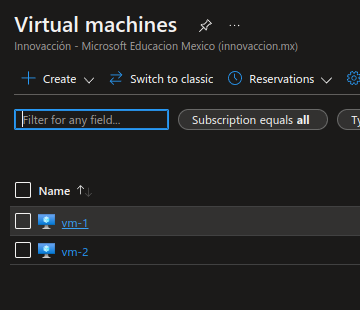 Virtual machines
Innovacción - Microsoft Educacion Mexico (innovaccion.mx)
Create Switch to classic Reservations
Filter for any field... Subscription equals all Ty
Name
vm-1
vm-2